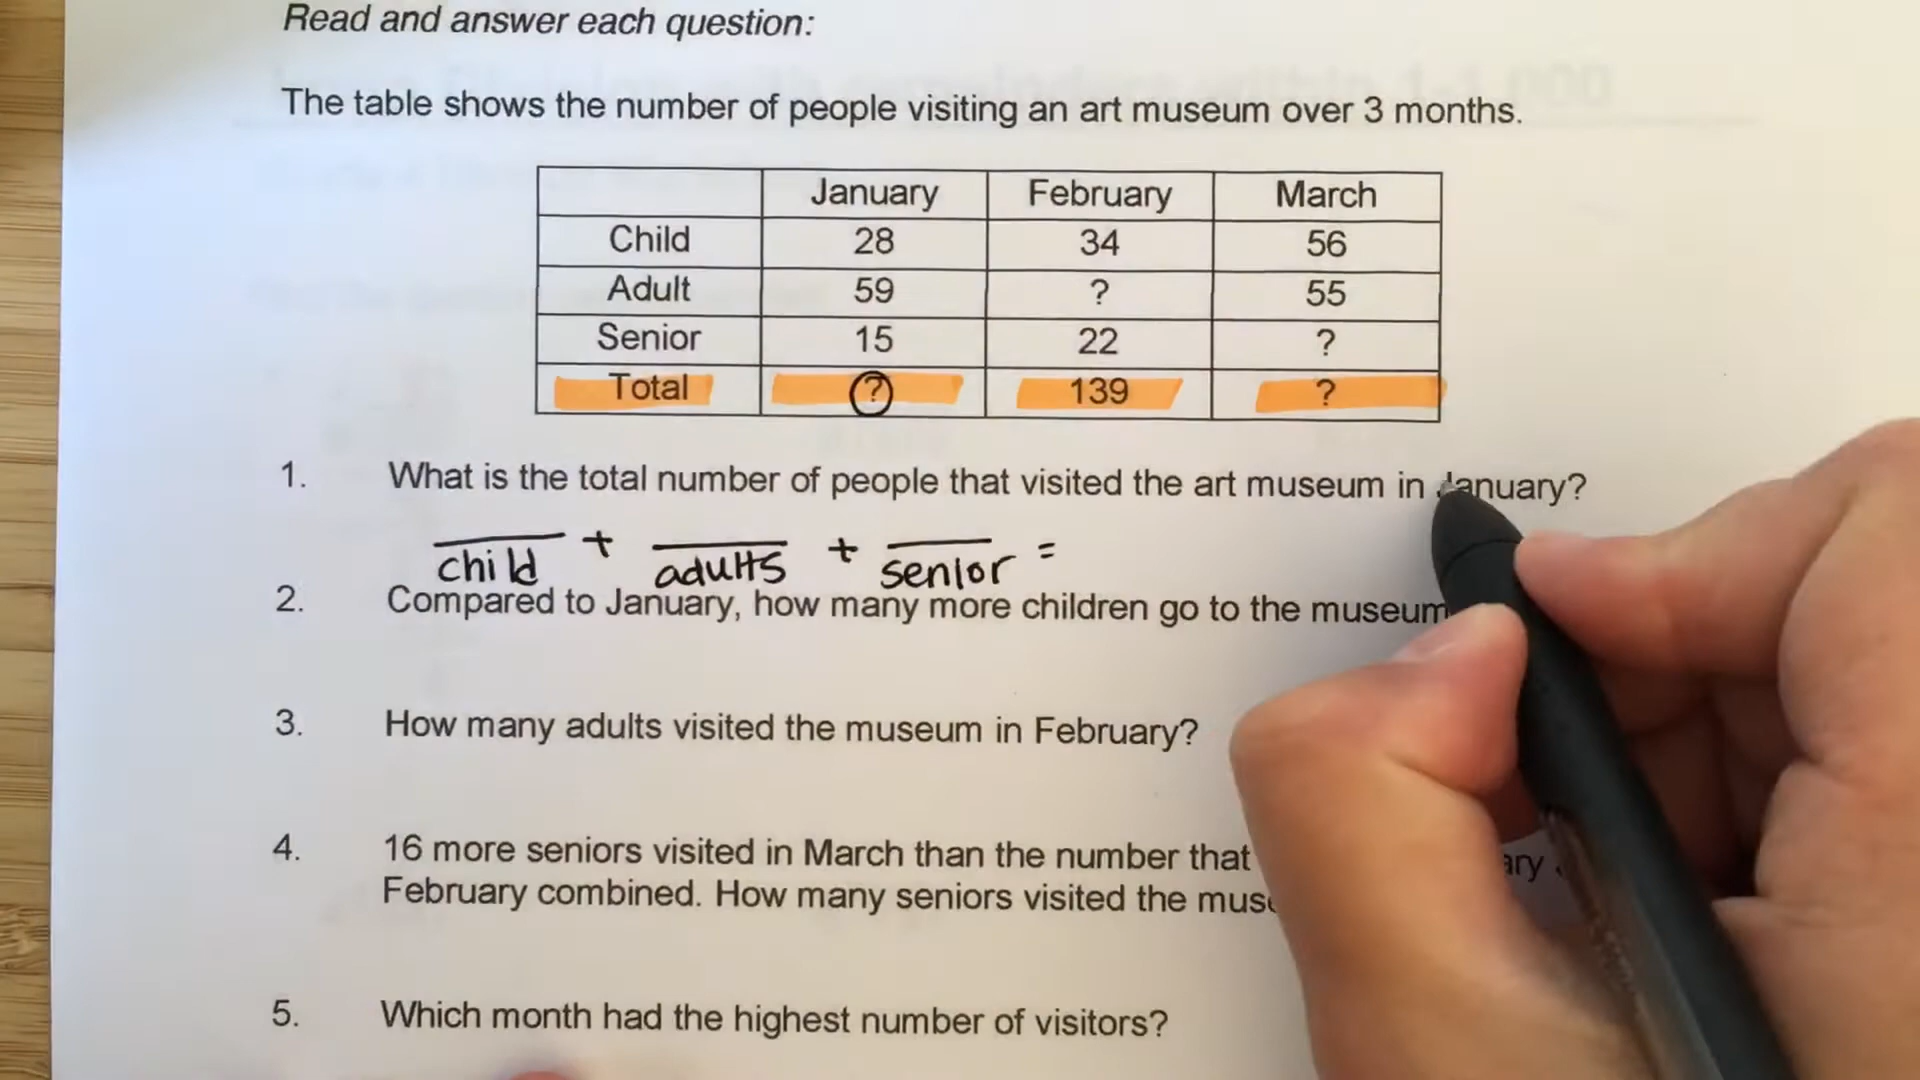 Read and answer each question:
The table shows the number of people visiting an art museum over 3 months.
January February March
Child 28 34 56
Adult 59 ? 55
Senior 15 22 ?
Total ? 139 ?
1. What is the total number of people that visited the art museum in January?
child + adults + senior =
2. Compared to January, how many more children go to the museum
3. How many adults visited the museum in February?
4. 16 more seniors visited in March than the number that
February combined. How many seniors visited the
5. Which month had the highest number of visitors?